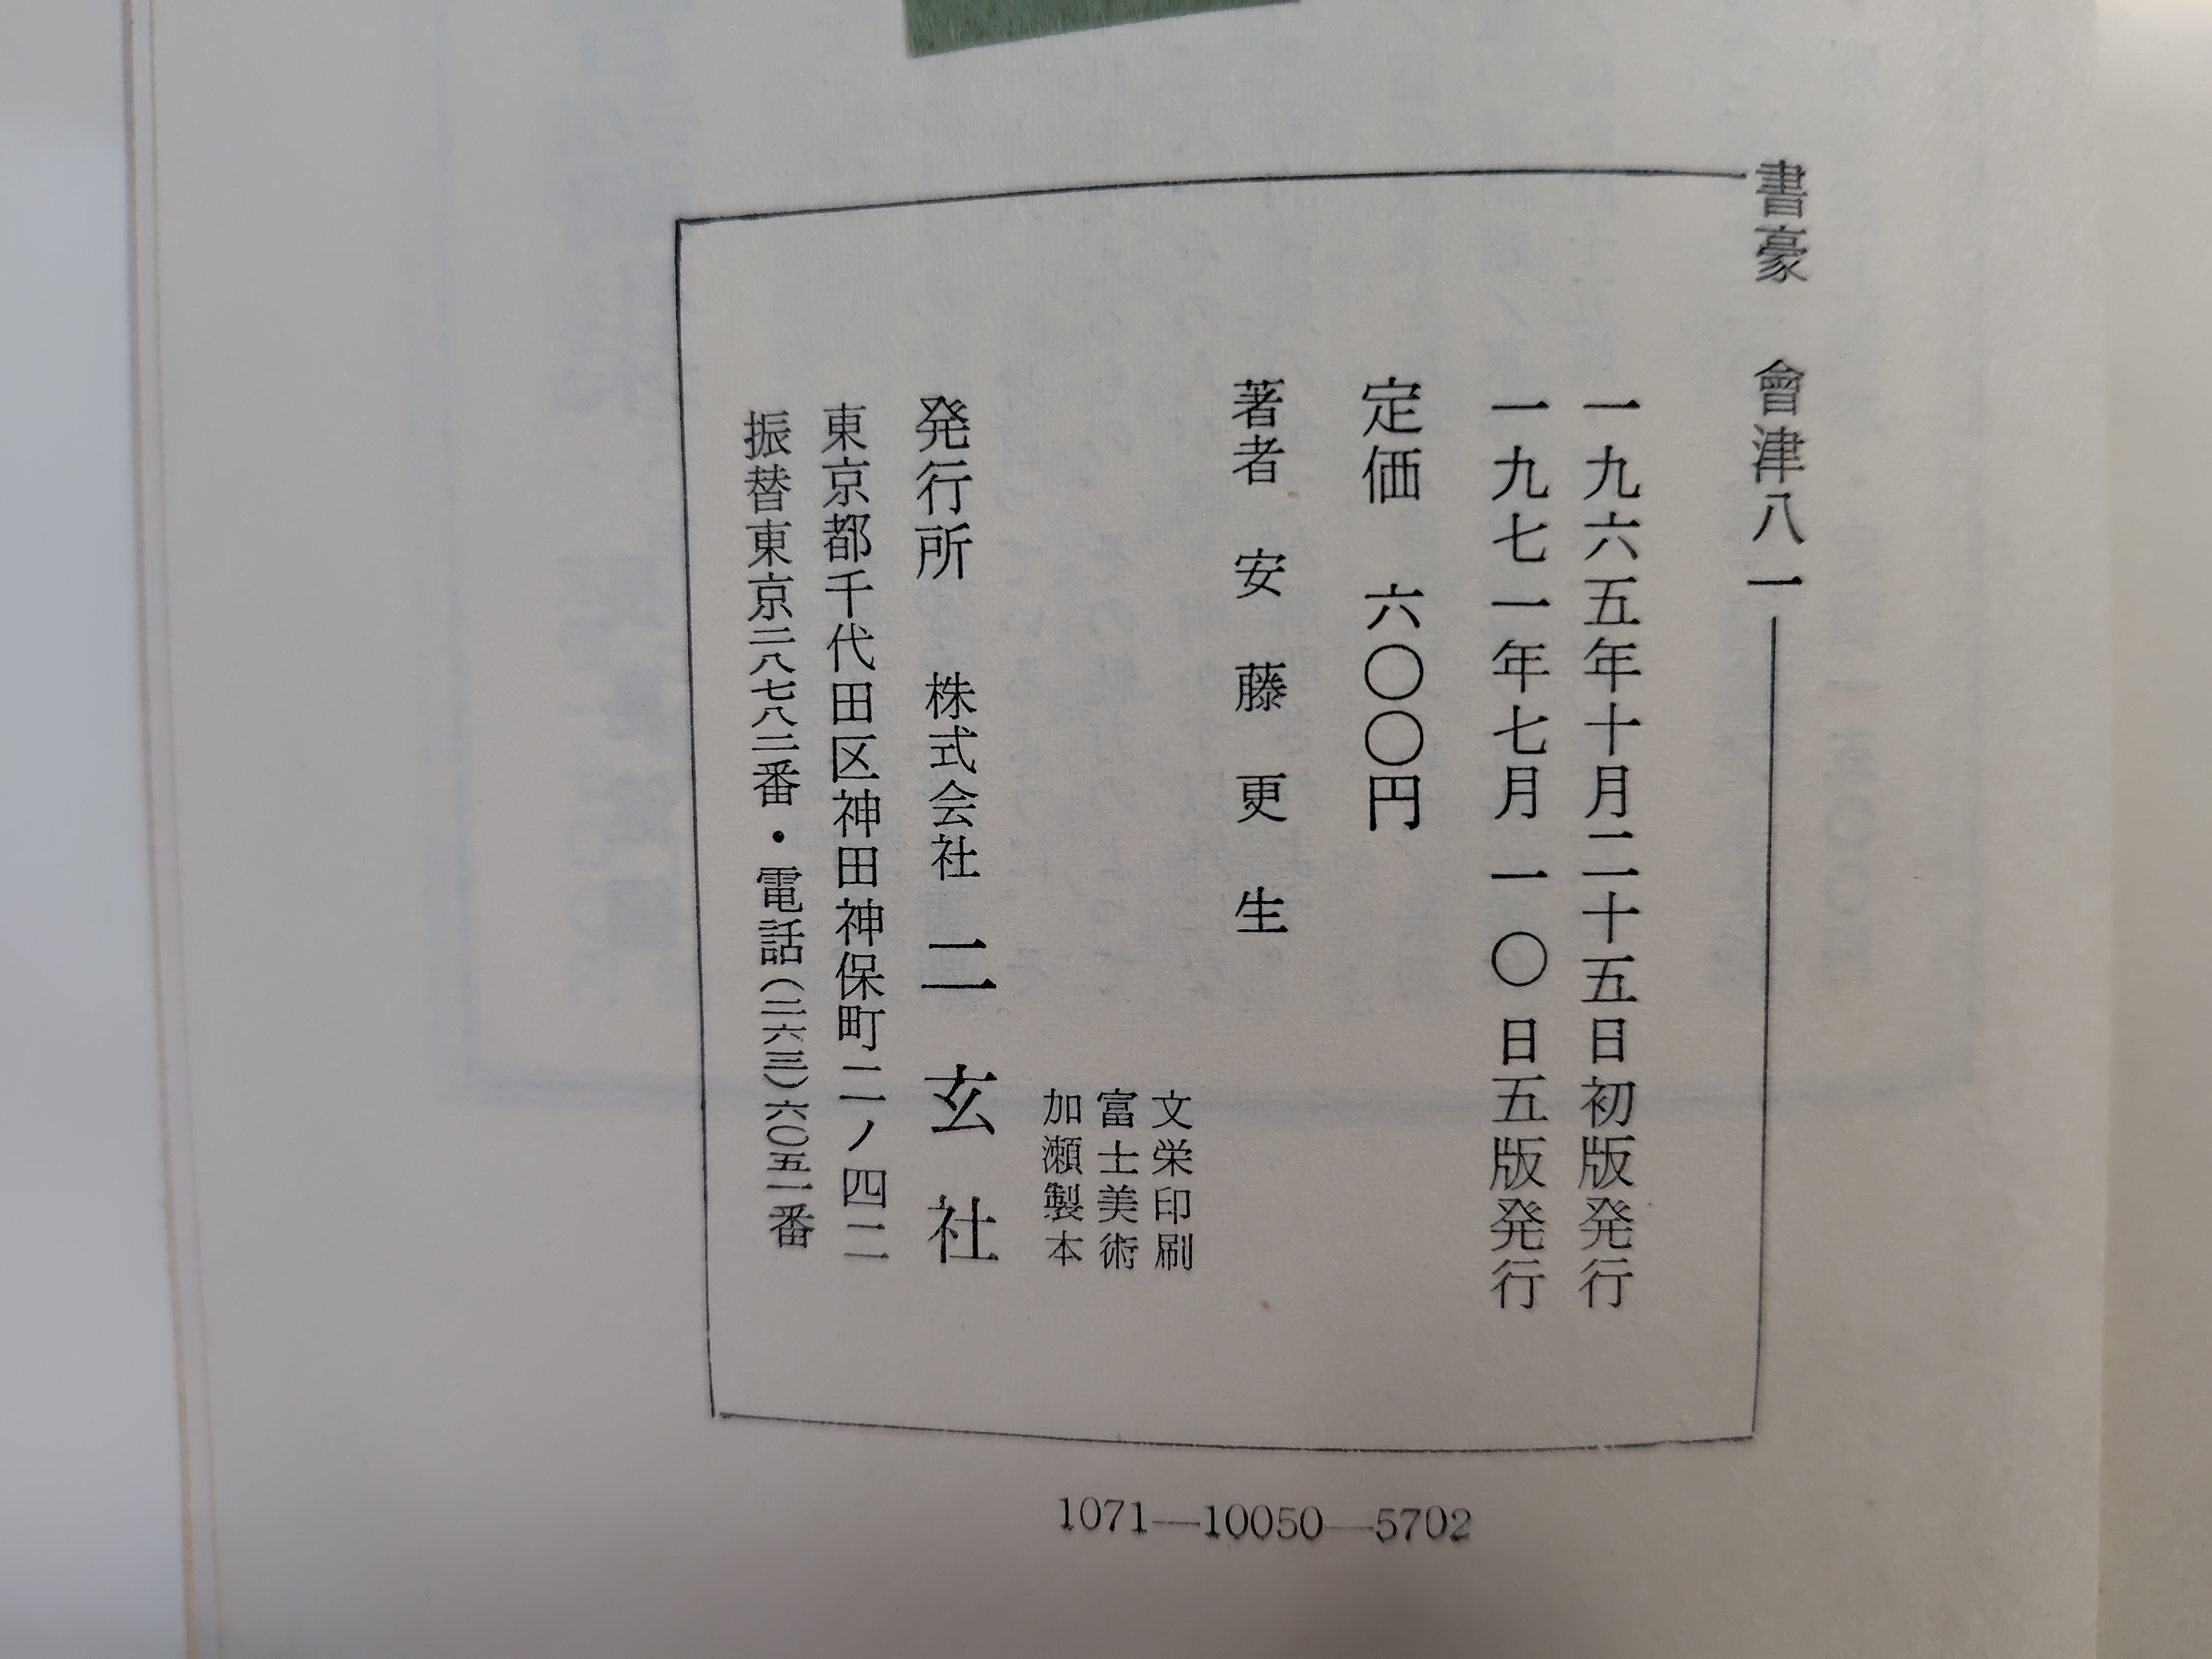 書豪　會津八一
一九六五年十月二十五日初版発行
一九七一年七月一〇日五版発行
定価　六〇〇円
著者　安藤更生
文栄印刷
富士美術
加瀬製本
発行所　株式会社　二玄社
東京都千代田区神田神保町二ノ四二
振替東京二八七八二番・電話（二六三）六〇五一番
1071—10050—5702